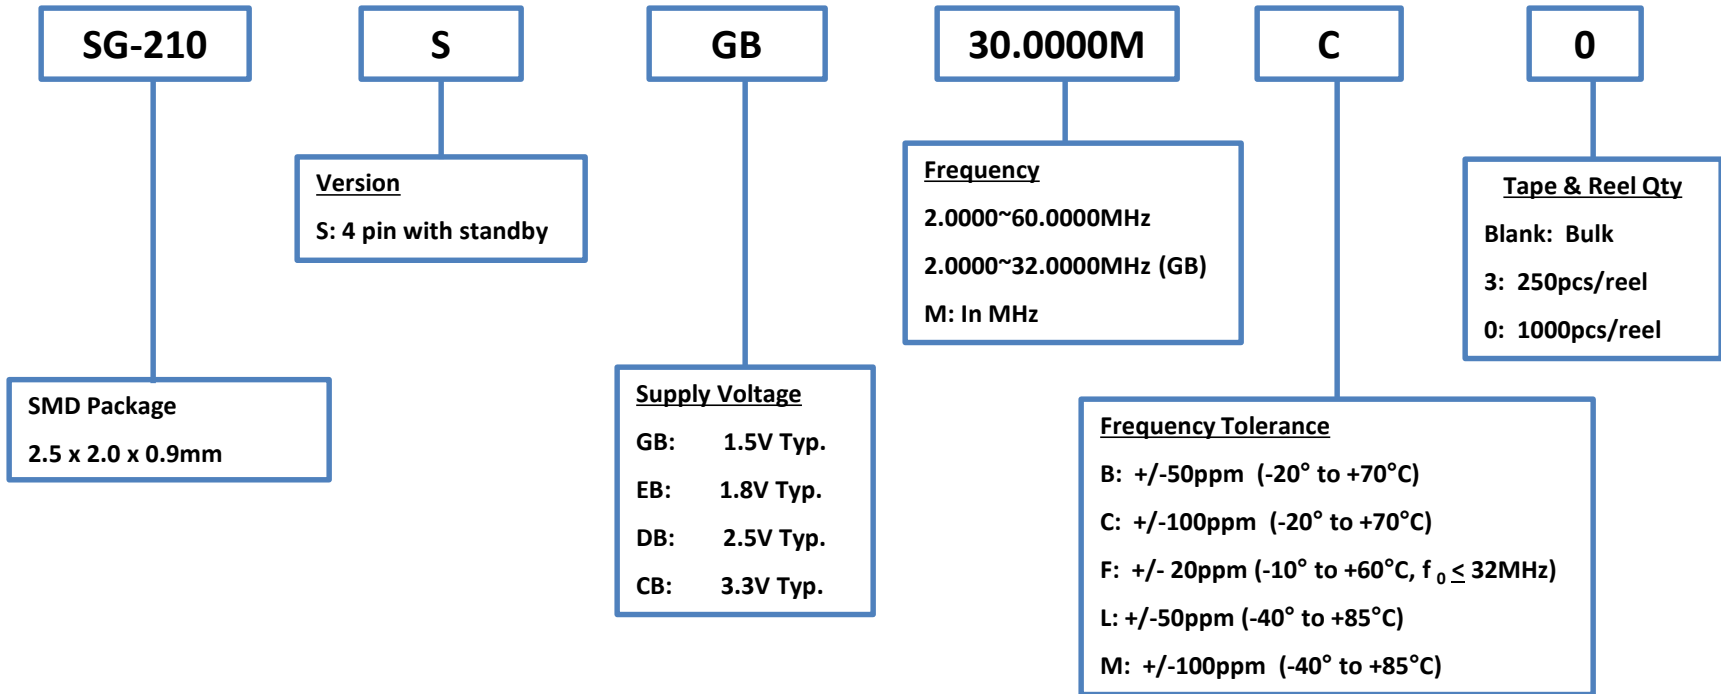 SG-210
S
GB
30.0000M
C
0
Version
S: 4 pin with standby
Frequency
2.0000~60.0000MHz
2.0000~32.0000MHz (GB)
M: In MHz
Tape & Reel Qty
Blank: Bulk
3: 250pcs/reel
0: 1000pcs/reel
SMD Package
2.5 x 2.0 x 0.9mm
Supply Voltage
GB: 1.5V Typ.
EB: 1.8V Typ.
DB: 2.5V Typ.
CB: 3.3V Typ.
Frequency Tolerance
B: +/-50ppm (-20° to +70°C)
C: +/-100ppm (-20° to +70°C)
F: +/- 20ppm (-10° to +60°C, f 0 ≤ 32MHz)
L: +/-50ppm (-40° to +85°C)
M: +/-100ppm (-40° to +85°C)